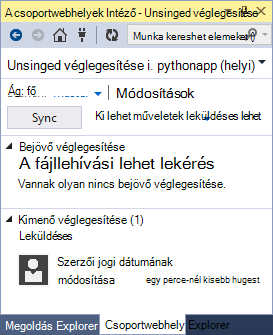 A csoportwebhelyek Intéző - Unsinged véglegesítése
Munka kereshet elemeket
Unsinged véglegesítése i. pythonapp (helyi)
Ág: fő | Módosítások
Sync Ki lehet műveletek leküldéses lehet
Bejövő véglegesítése
A fájllehívási lehet lekérés
Vannak olyan nincs bejövő véglegesítése.
Kimenő véglegesítése (1)
Leküldéses
Szerzői jogi dátumának
módosítása egy perce-nél kisebb hugest
Megoldás Explorer Csoportwebhely Explorer